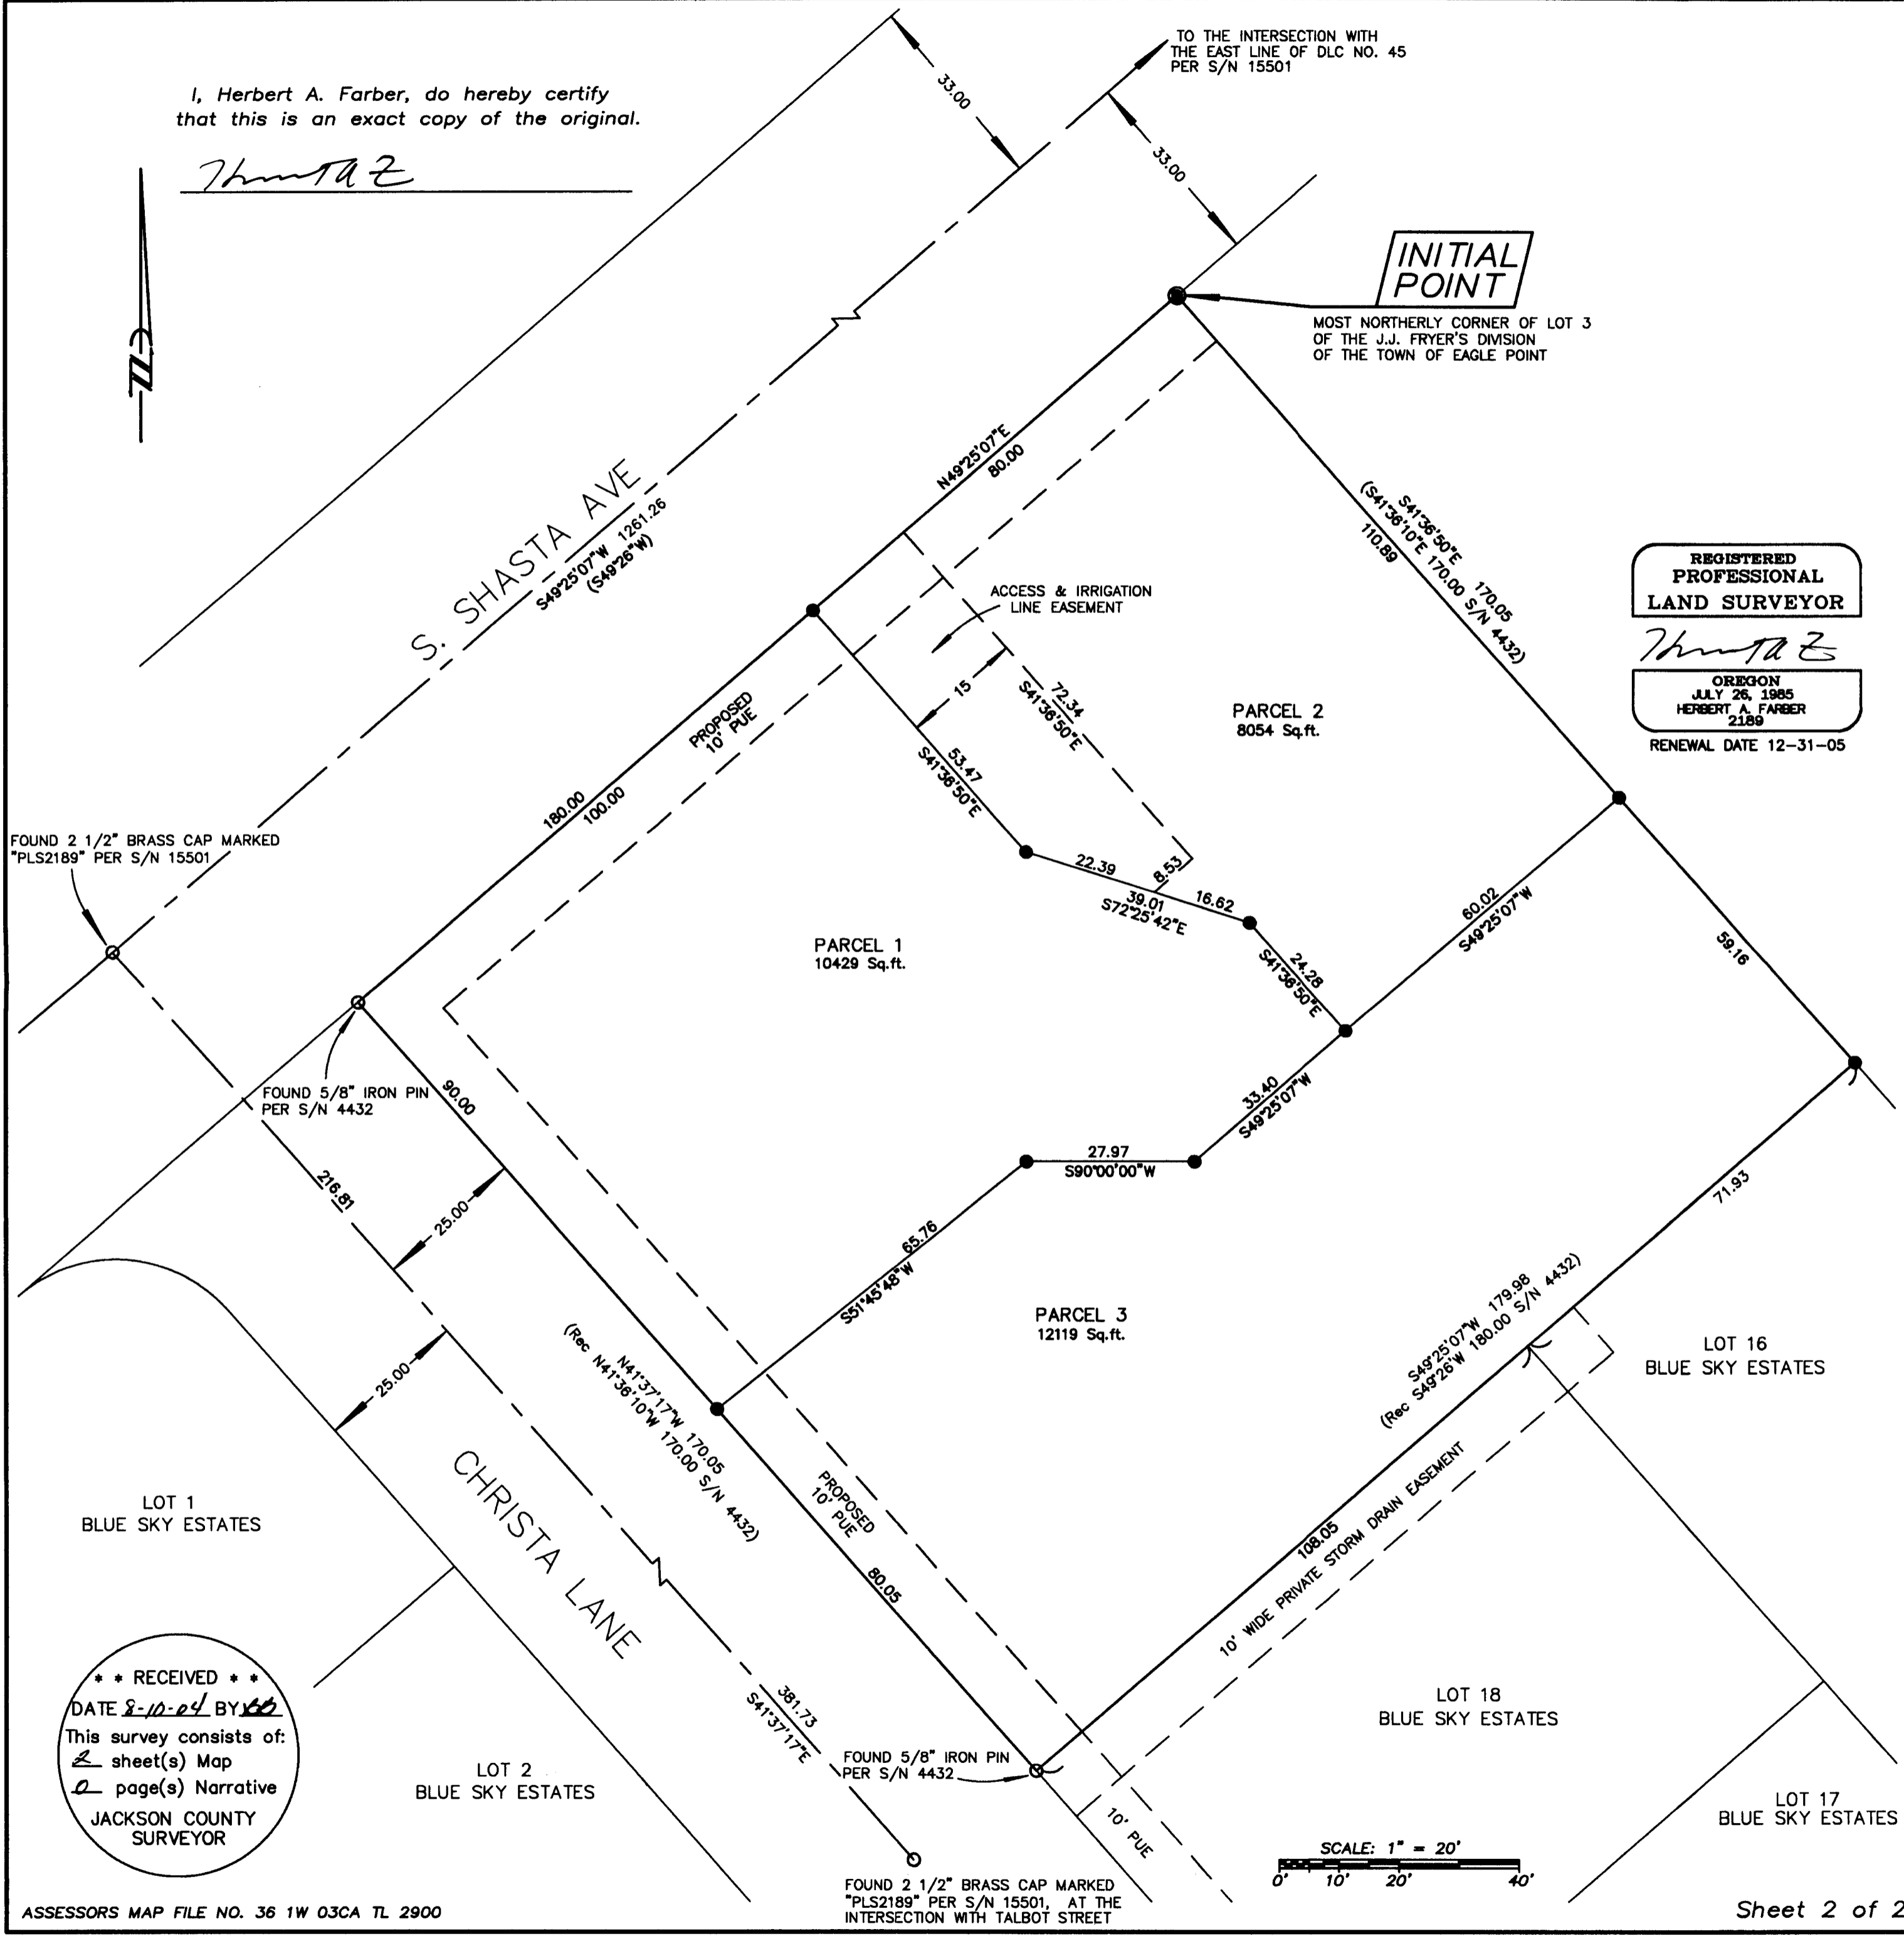 I, Herbert A. Farber, do hereby certify
that this is an exact copy of the original.
TO THE INTERSECTION WITH
THE EAST LINE OF DLC NO. 45
PER S/N 15501
33.00
33.00
INITIAL
POINT
MOST NORTHERLY CORNER OF LOT 3
OF THE J.J. FRYER'S DIVISION
OF THE TOWN OF EAGLE POINT
N49°25'07"E
80.00
S. SHASTA AVE
S49°25'07"W 1261.26
(S49°26"W)
S41°36'50"E 170.05
(S41°36'10"E 170.00 S/N 4432)
110.89
REGISTERED
PROFESSIONAL
LAND SURVEYOR
OREGON
JULY 26, 1985
HERBERT A. FARBER
2189
RENEWAL DATE 12-31-05
ACCESS & IRRIGATION
LINE EASEMENT
15
72.34
S41°36'50"E
PROPOSED
10' PUE
PARCEL 2
8054 Sq.ft.
53.47
S41°36'50"E
180.00
100.00
FOUND 2 1/2" BRASS CAP MARKED
"PLS2189" PER S/N 15501
22.39
8.53
39.01
16.62
S72°25'42"E
60.02
S49°25'07"W
PARCEL 1
10429 Sq.ft.
24.28
S41°36'50"E
59.16
FOUND 5/8" IRON PIN
PER S/N 4432
90.00
33.40
S49°25'07"W
27.97
S90°00'00"W
216.81
25.00
71.93
65.76
S51°45'48"W
PARCEL 3
12119 Sq.ft.
S49°25'07"W 179.98
(Rec S49°26'W 180.00 S/N 4432)
LOT 16
BLUE SKY ESTATES
25.00
N41°37'17"W 170.05
(Rec N41°36'10"W 170.00 S/N 4432)
CHRISTA LANE
PROPOSED
10' PUE
108.05
10' WIDE PRIVATE STORM DRAIN EASEMENT
LOT 1
BLUE SKY ESTATES
80.05
* * RECEIVED * *
DATE 8-10-04 BY
This survey consists of:
2 sheet(s) Map
0 page(s) Narrative
JACKSON COUNTY
SURVEYOR
381.73
S41°37'17"E
LOT 18
BLUE SKY ESTATES
LOT 2
BLUE SKY ESTATES
FOUND 5/8" IRON PIN
PER S/N 4432
10' PUE
LOT 17
BLUE SKY ESTATES
SCALE: 1" = 20'
0' 10' 20' 40'
FOUND 2 1/2" BRASS CAP MARKED
"PLS2189" PER S/N 15501, AT THE
INTERSECTION WITH TALBOT STREET
ASSESSORS MAP FILE NO. 36 1W 03CA TL 2900
Sheet 2 of 2